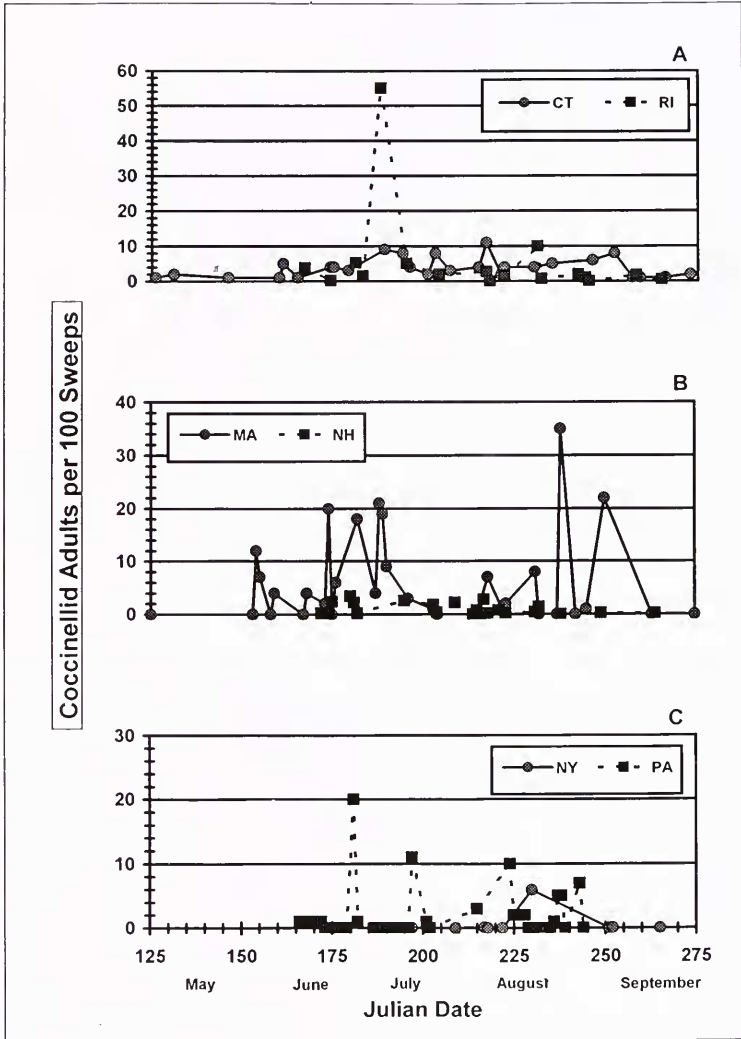 A
60
50
40
30
20
10
0
CT RI
B
40
30
20
10
0
MA NH
C
30
20
10
0
NY PA
125 150 175 200 225 250 275
May June July August September
Julian Date
Coccinellid Adults per 100 Sweeps